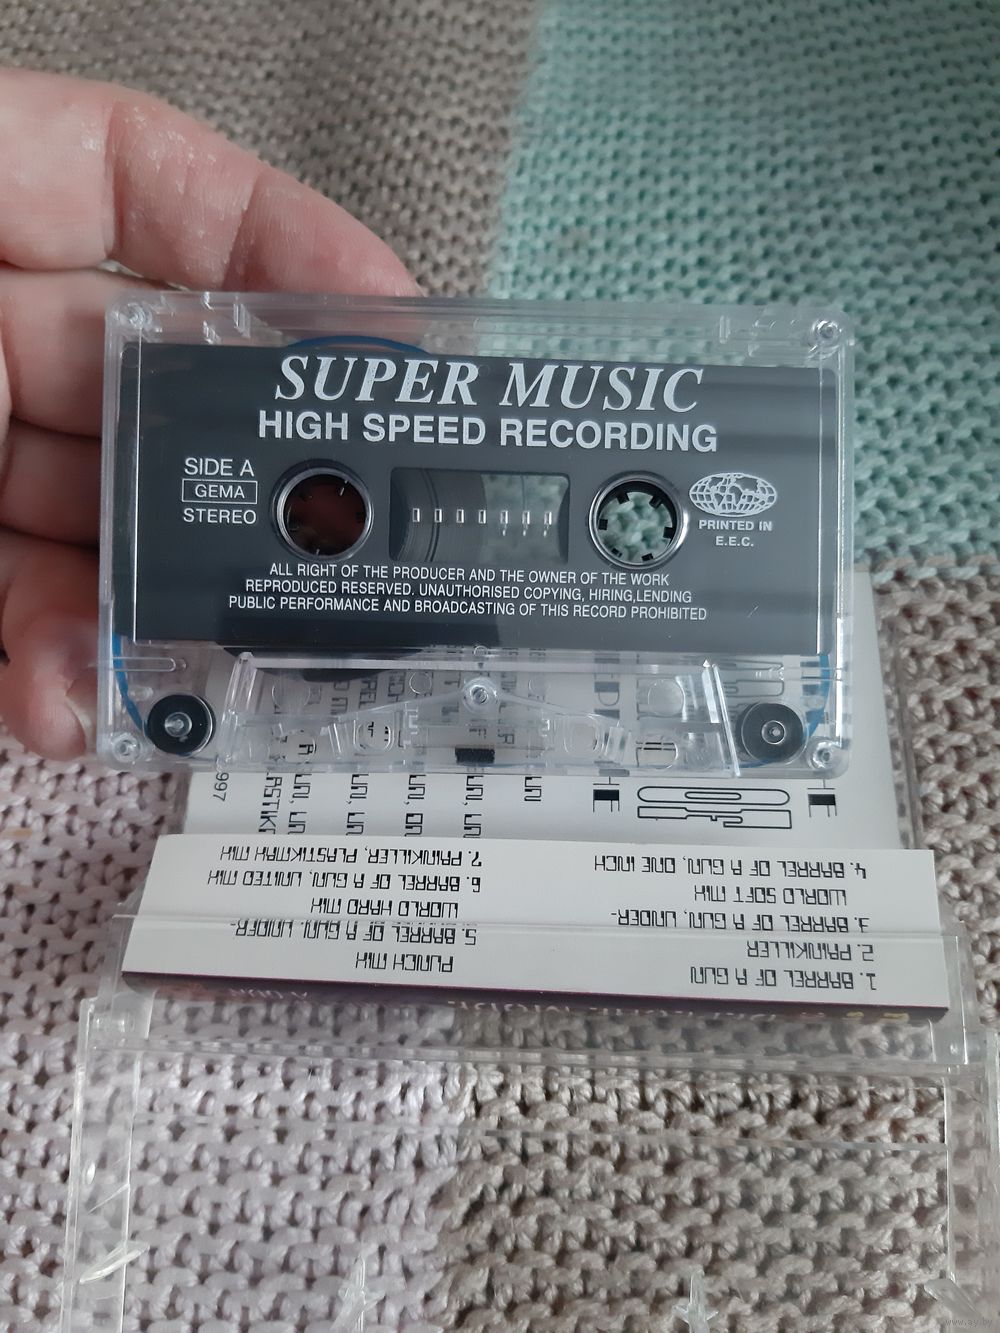 SUPER MUSIC
HIGH SPEED RECORDING
SIDE A
GEMA
STEREO
PRINTED IN
E.E.C.
ALL RIGHT OF THE PRODUCER AND THE OWNER OF THE WORK
REPRODUCED RESERVED. UNAUTHORISED COPYING, HIRING,LENDING
PUBLIC PERFORMANCE AND BROADCASTING OF THIS RECORD PROHIBITED
1. BARREL OF A GUN
2. PAINKILLER
3. BARREL OF A GUN, UNDER-
WORLD SOFT MIX
4. BARREL OF A GUN, ONE INCH
PUNCH MIX
5. BARREL OF A GUN, UNDER-
WORLD HARD MIX
6. BARREL OF A GUN, UNITED MIX
7. PAINKILLER, PLASTIKMAN MIX
www.ay.by